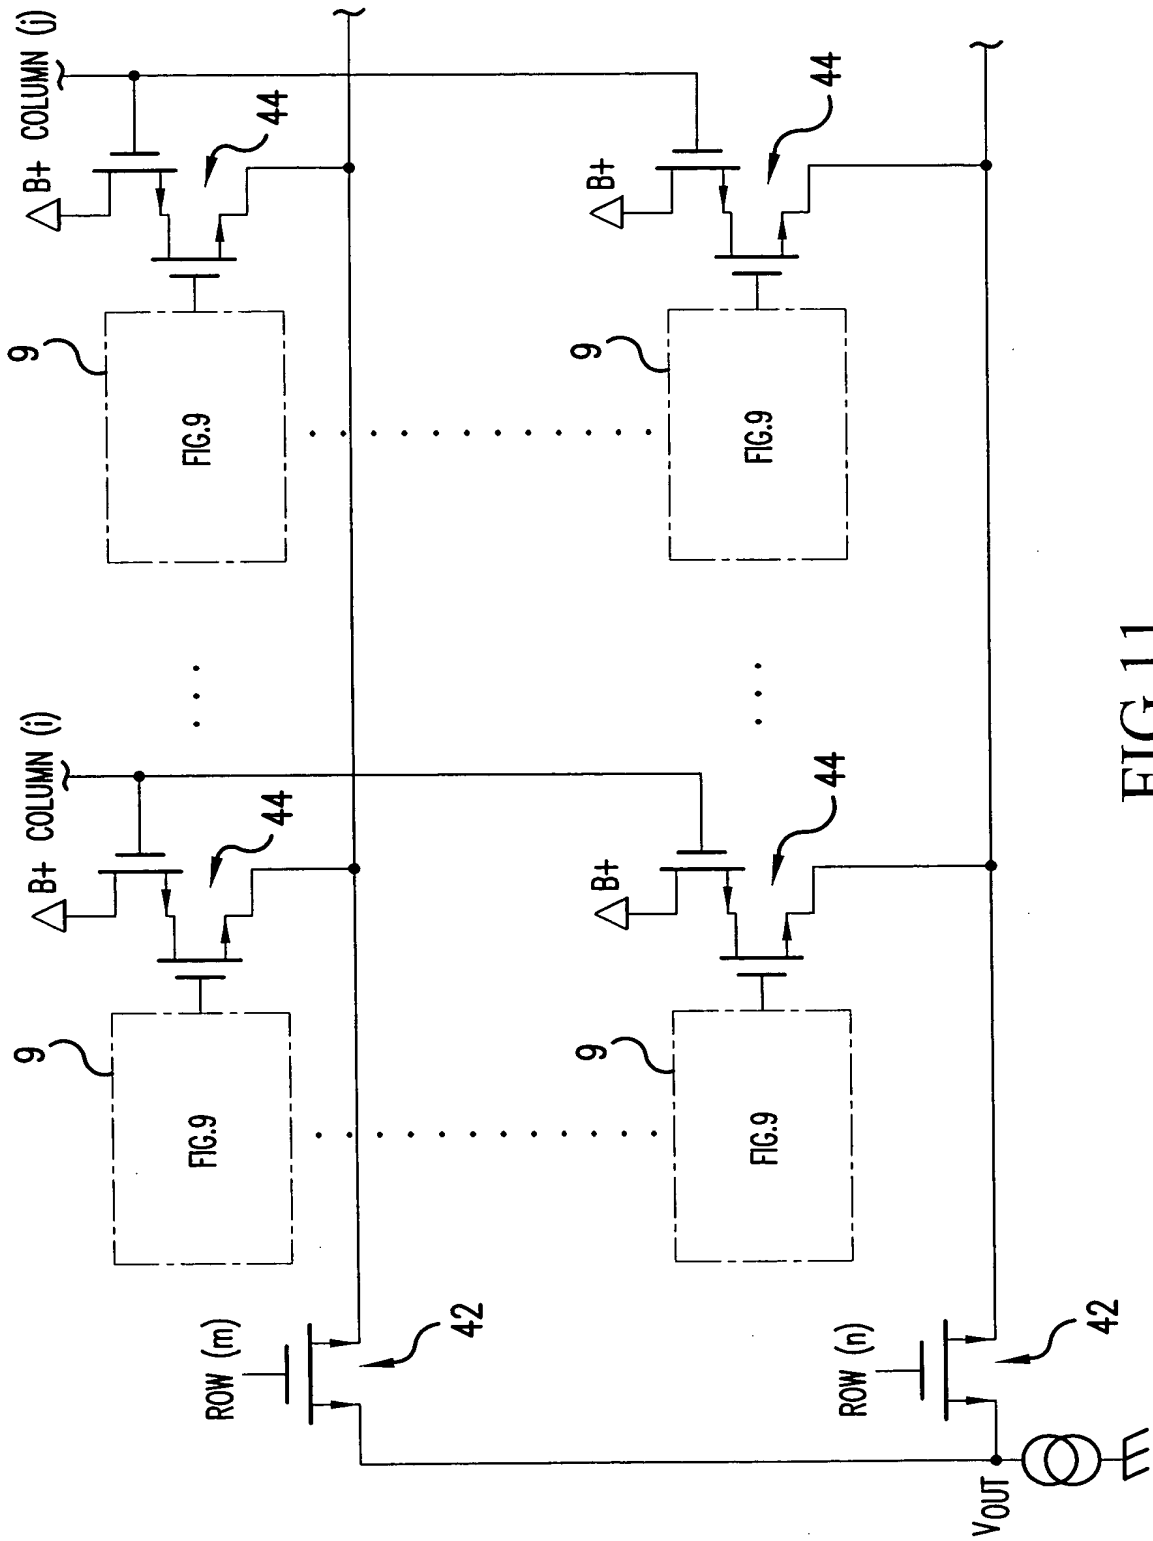 COLUMN (i)
COLUMN (j)
B+
B+
44
44
9
9
FIG.9
FIG.9
ROW (m)
42
B+
B+
44
44
9
9
FIG.9
FIG.9
ROW (n)
42
VOUT
FIG.11